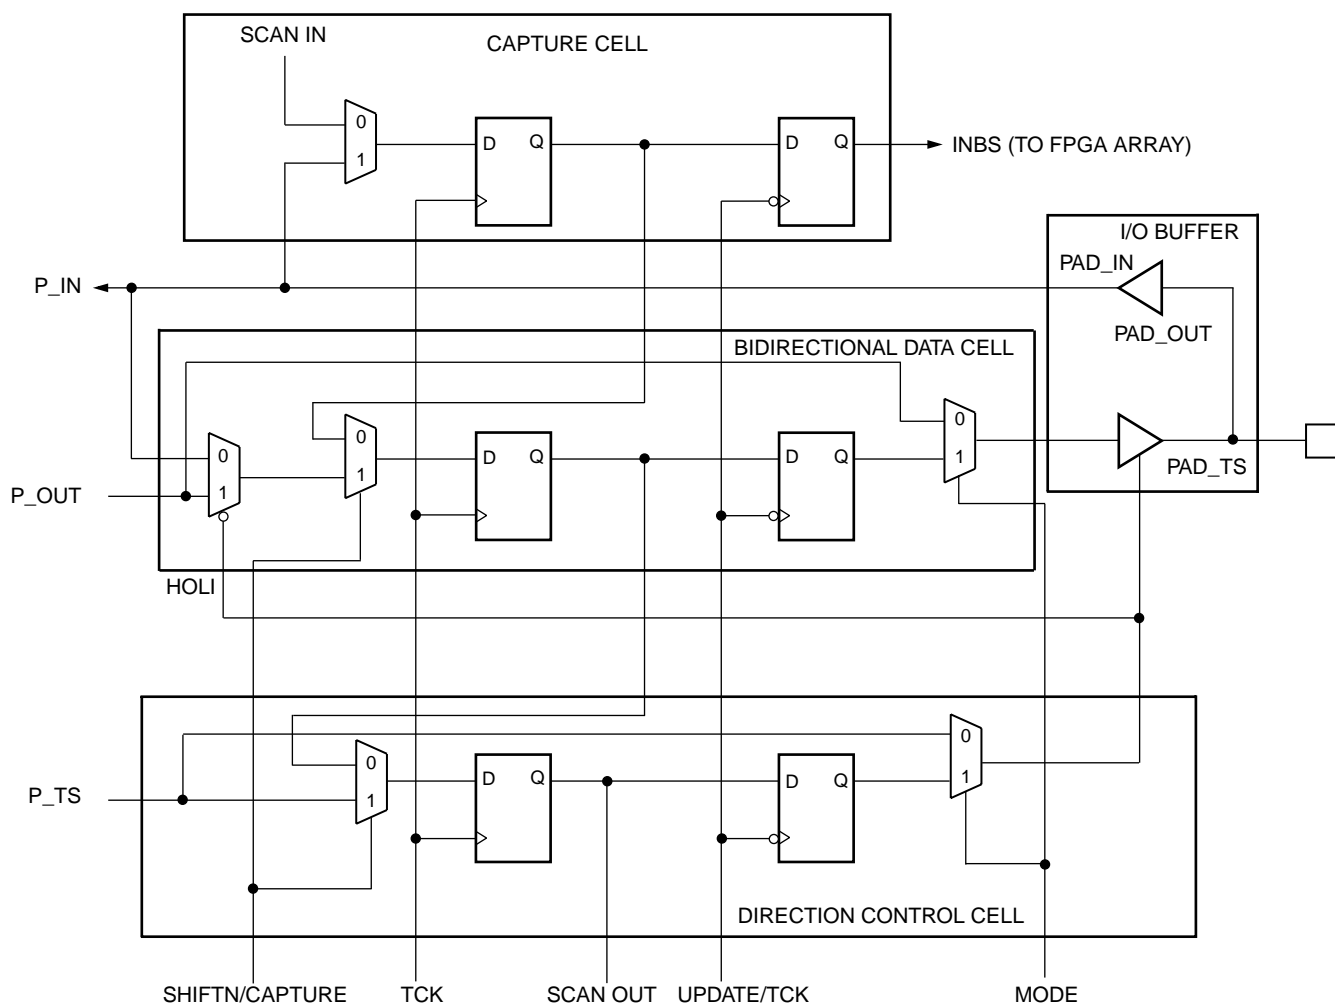 SCAN IN
CAPTURE CELL
0
1
D Q
D Q
INBS (TO FPGA ARRAY)
I/O BUFFER
PAD_IN
P_IN
PAD_OUT
BIDIRECTIONAL DATA CELL
0
1
0
1
D Q
D Q
0
1
PAD_TS
P_OUT
HOLI
0
1
D Q
D Q
0
1
P_TS
DIRECTION CONTROL CELL
SHIFTN/CAPTURE
TCK
SCAN OUT
UPDATE/TCK
MODE